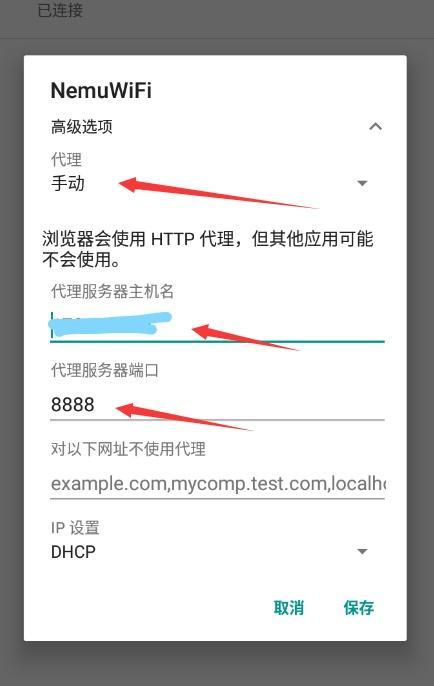 已连接
NemuWiFi
高级选项
代理
手动
浏览器会使用 HTTP 代理，但其他应用可能
不会使用。
代理服务器主机名
代理服务器端口
8888
对以下网址不使用代理
example.com,mycomp.test.com,localho
IP 设置
DHCP
取消 保存